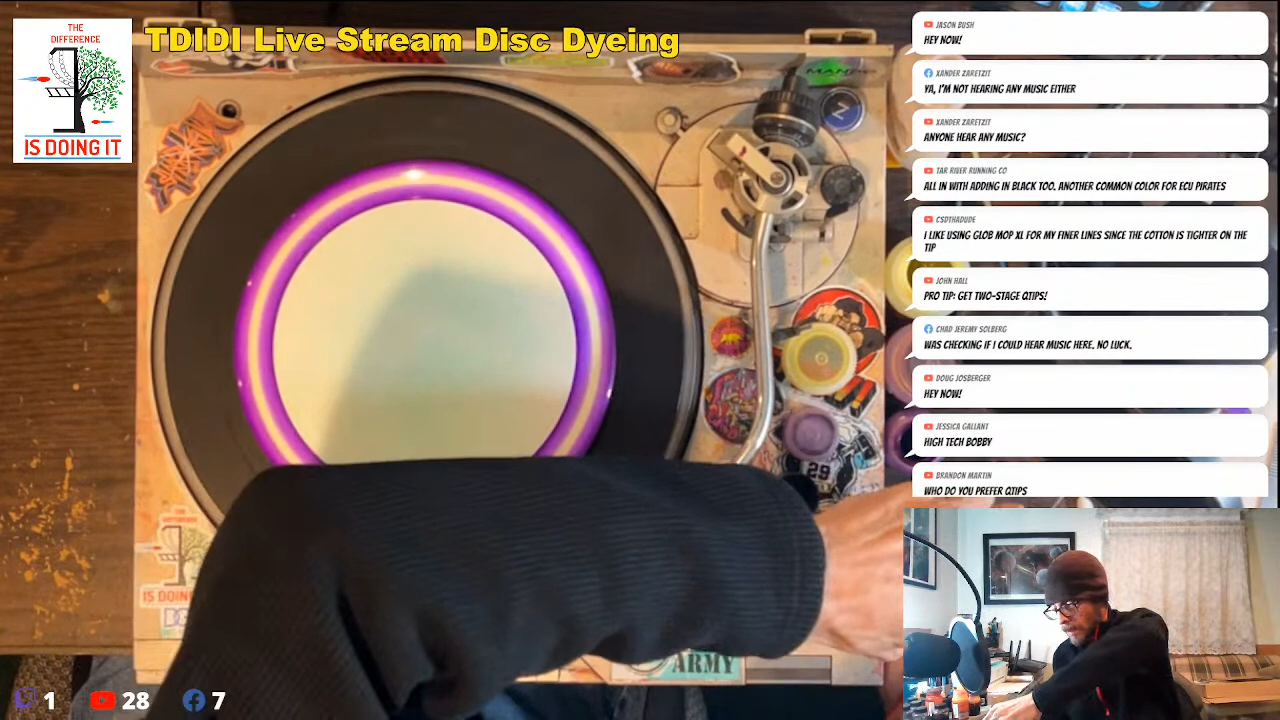 THE
DIFFERENCE
IS DOING IT
TDIDI Live Stream Disc Dyeing
MANDO
Z
29
IS DOING
ARMY
1
28
7
JASON BUSH
HEY NOW!
XANDER ZARETZIT
YA, I'M NOT HEARING ANY MUSIC EITHER
XANDER ZARETZIT
ANYONE HEAR ANY MUSIC?
TAR RIVER RUNNING CO
ALL IN WITH ADDING IN BLACK TOO. ANOTHER COMMON COLOR FOR ECU PIRATES
CSDTHADUDE
I LIKE USING GLOB MOP XL FOR MY FINER LINES SINCE THE COTTON IS TIGHTER ON THE
TIP
JOHN HALL
PRO TIP: GET TWO-STAGE QTIPS!
CHAD JEREMY SOLBERG
WAS CHECKING IF I COULD HEAR MUSIC HERE. NO LUCK.
DOUG JOSBERGER
HEY NOW!
JESSICA GALLANT
HIGH TECH BOBBY
BRANDON MARTIN
WHO DO YOU PREFER QTIPS